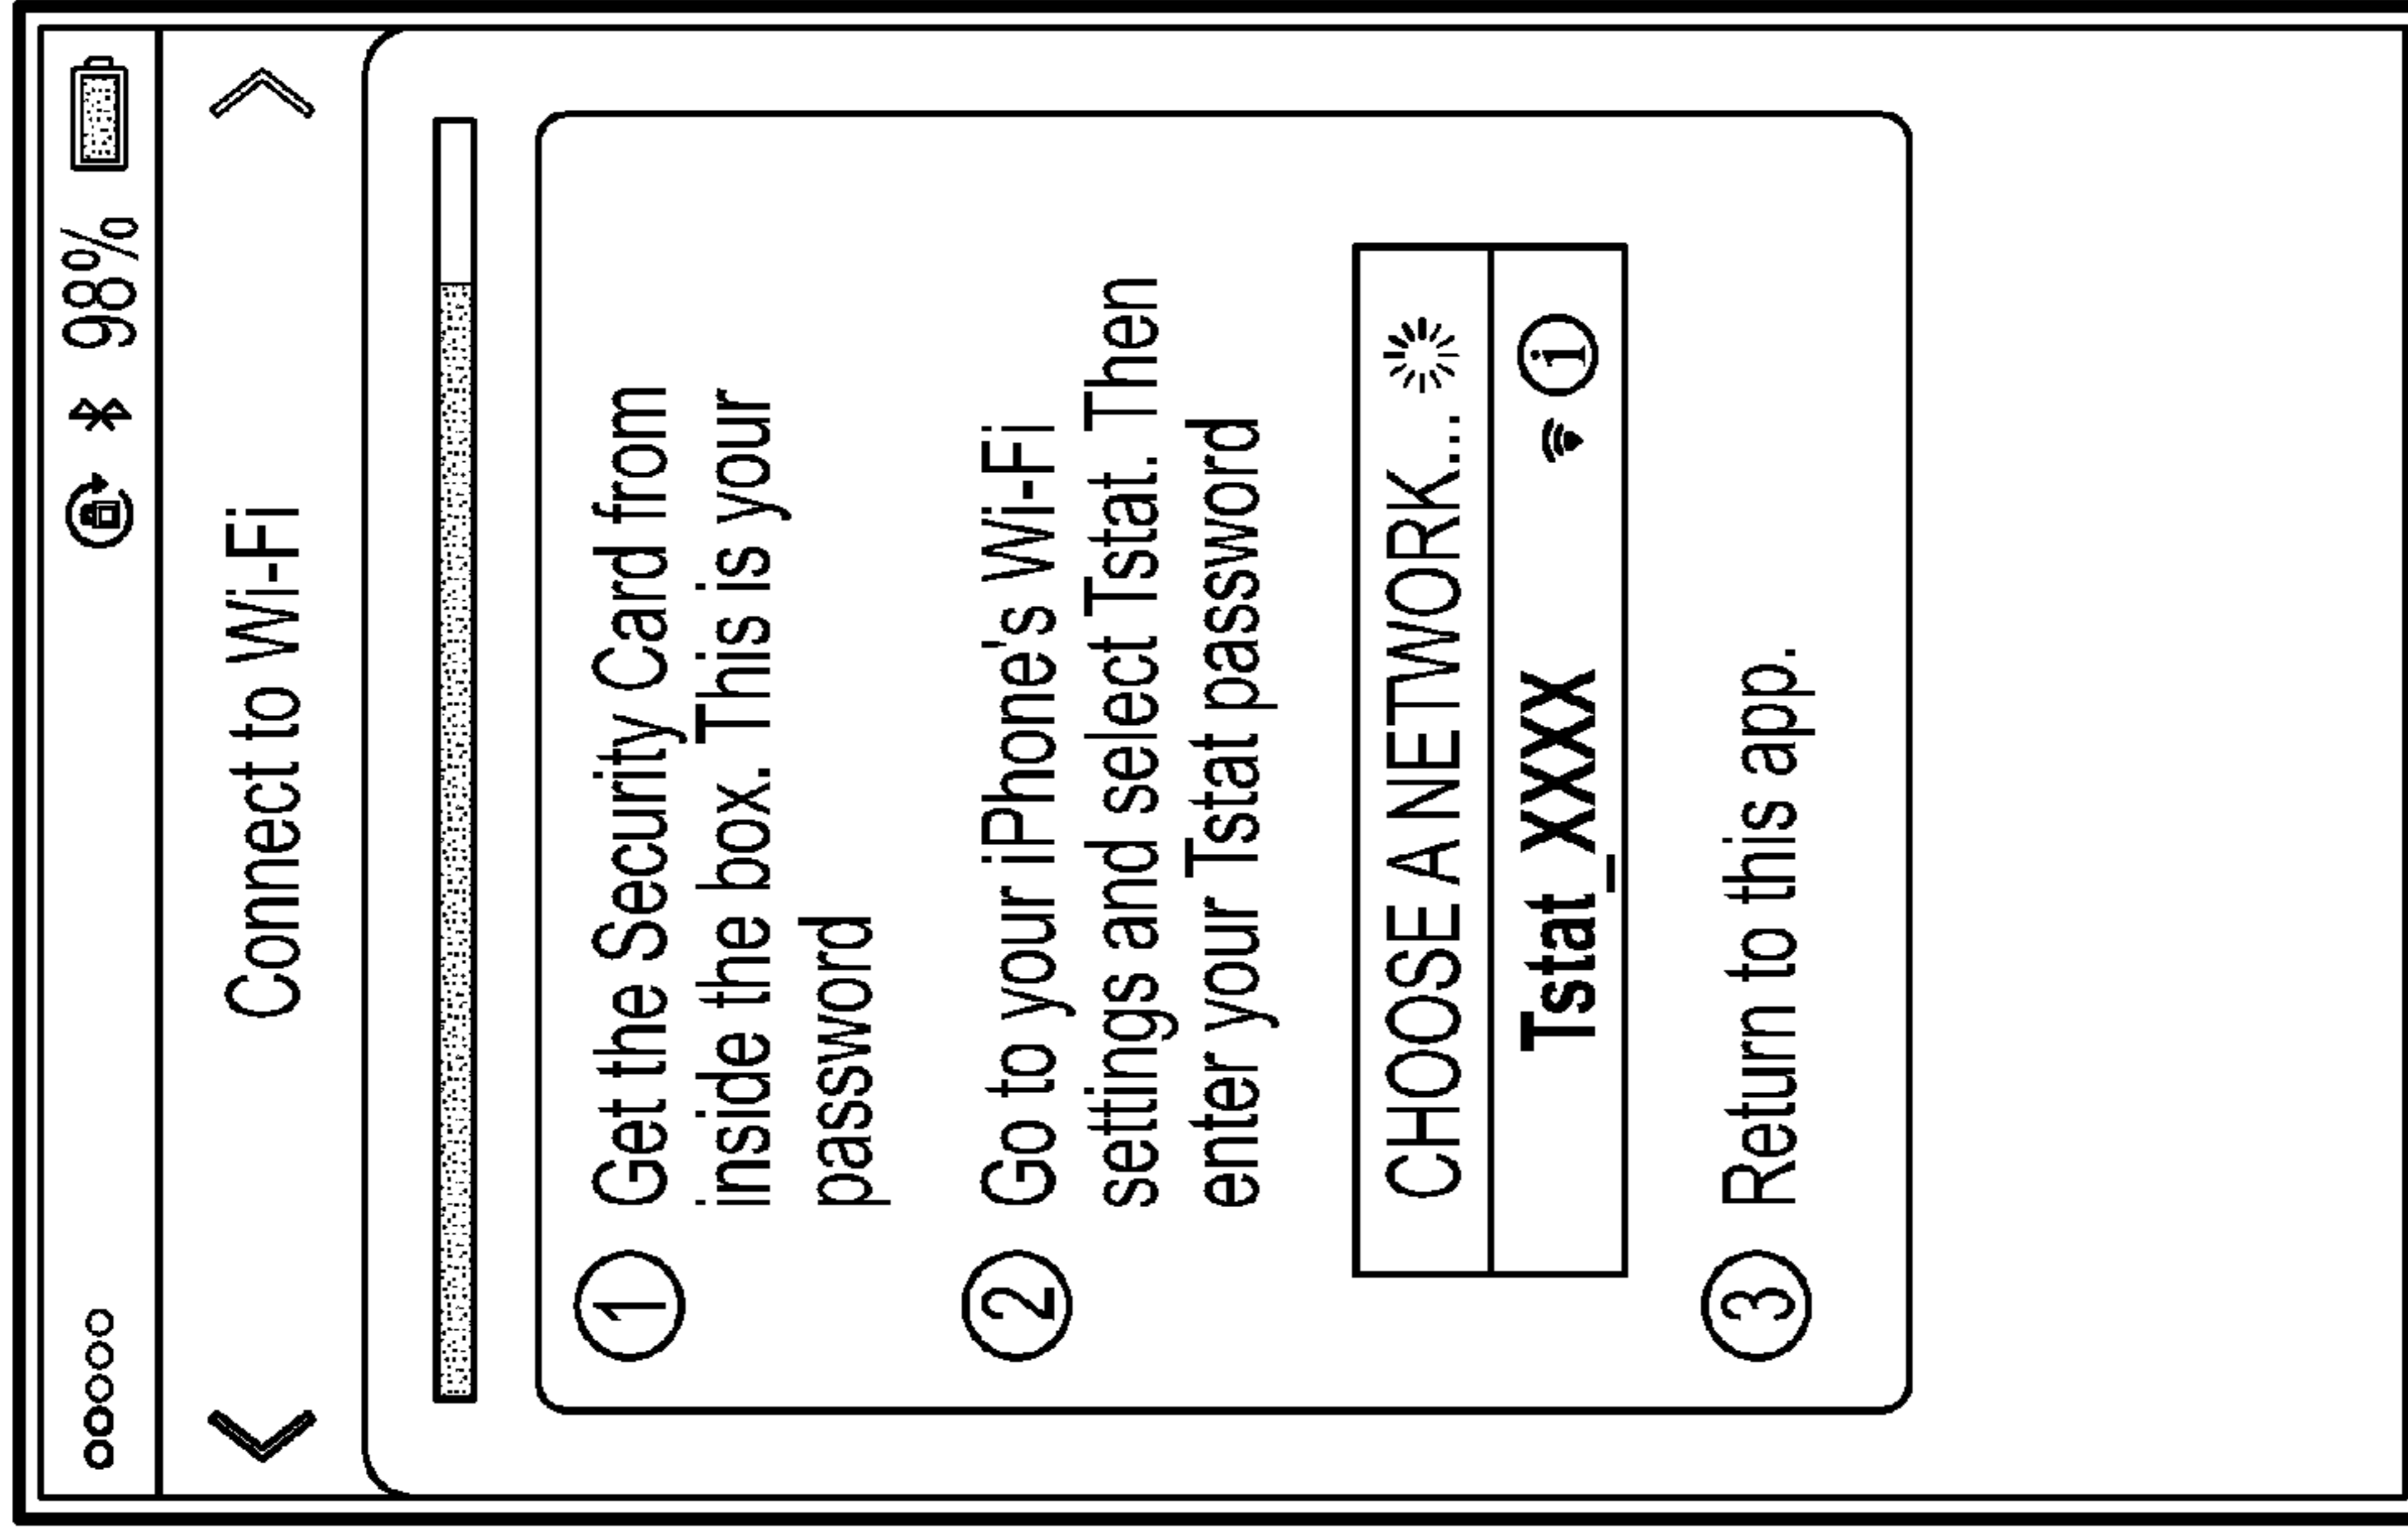 98%
Connect to Wi-Fi
1 Get the Security Card from
inside the box. This is your
password
2 Go to your iPhone's Wi-Fi
settings and select Tstat. Then
enter your Tstat password
CHOOSE A NETWORK...
Tstat_XXXX i
3 Return to this app.